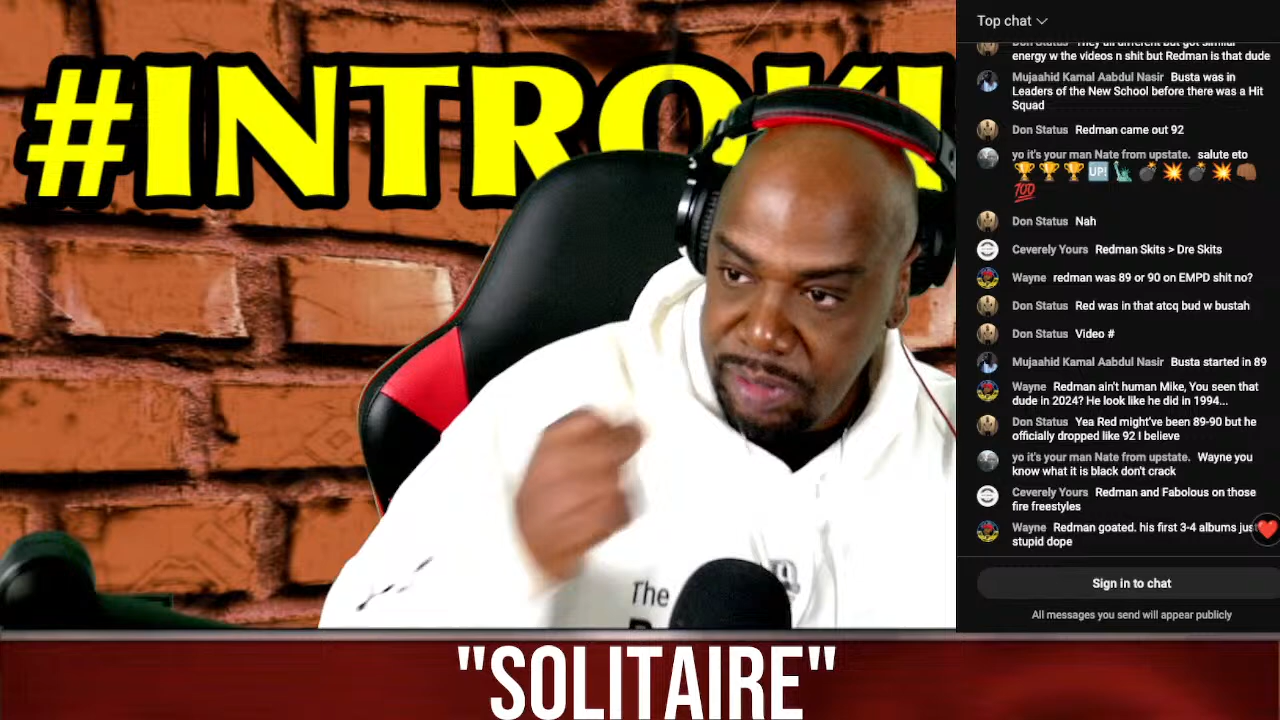 #INTRO
Top chat
Don Status They all different but got similar
energy w the videos n shit but Redman is that dude
Mujaahid Kamal Aabdul Nasir Busta was in
Leaders of the New School before there was a Hit
Squad
Don Status Redman came out 92
yo it's your man Nate from upstate. salute eto
🏆🏆🏆🆙🗽💣💥💣💥👊🏾
💯
Don Status Nah
Ceverely Yours Redman Skits > Dre Skits
Wayne redman was 89 or 90 on EMPD shit no?
Don Status Red was in that atcq bud w bustah
Don Status Video #
Mujaahid Kamal Aabdul Nasir Busta started in 89
Wayne Redman ain't human Mike, You seen that
dude in 2024? He look like he did in 1994...
Don Status Yea Red might've been 89-90 but he
officially dropped like 92 I believe
yo it's your man Nate from upstate. Wayne you
know what it is black don't crack
Ceverely Yours Redman and Fabolous on those
fire freestyles
Wayne Redman goated. his first 3-4 albums just
stupid dope
Sign in to chat
All messages you send will appear publicly
The
"SOLITAIRE"